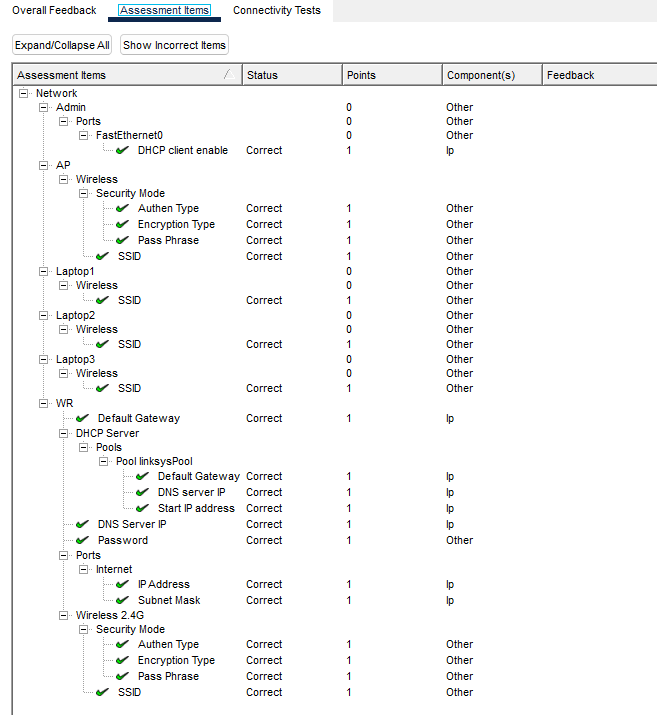 Overall Feedback Assessment Items Connectivity Tests
Expand/Collapse All Show Incorrect Items
Assessment Items Status Points Component(s) Feedback
Network
Admin 0 Other
Ports 0 Other
FastEthernet0 0 Other
DHCP client enable Correct 1 Ip
AP
Wireless
Security Mode
Authen Type Correct 1 Other
Encryption Type Correct 1 Other
Pass Phrase Correct 1 Other
SSID Correct 1 Other
Laptop1 0 Other
Wireless 0 Other
SSID Correct 1 Other
Laptop2 0 Other
Wireless 0 Other
SSID Correct 1 Other
Laptop3 0 Other
Wireless 0 Other
SSID Correct 1 Other
WR
Default Gateway Correct 1 Ip
DHCP Server
Pools
Pool linksysPool
Default Gateway Correct 1 Ip
DNS server IP Correct 1 Ip
Start IP address Correct 1 Ip
DNS Server IP Correct 1 Ip
Password Correct 1 Other
Ports
Internet
IP Address Correct 1 Ip
Subnet Mask Correct 1 Ip
Wireless 2.4G
Security Mode
Authen Type Correct 1 Other
Encryption Type Correct 1 Other
Pass Phrase Correct 1 Other
SSID Correct 1 Other